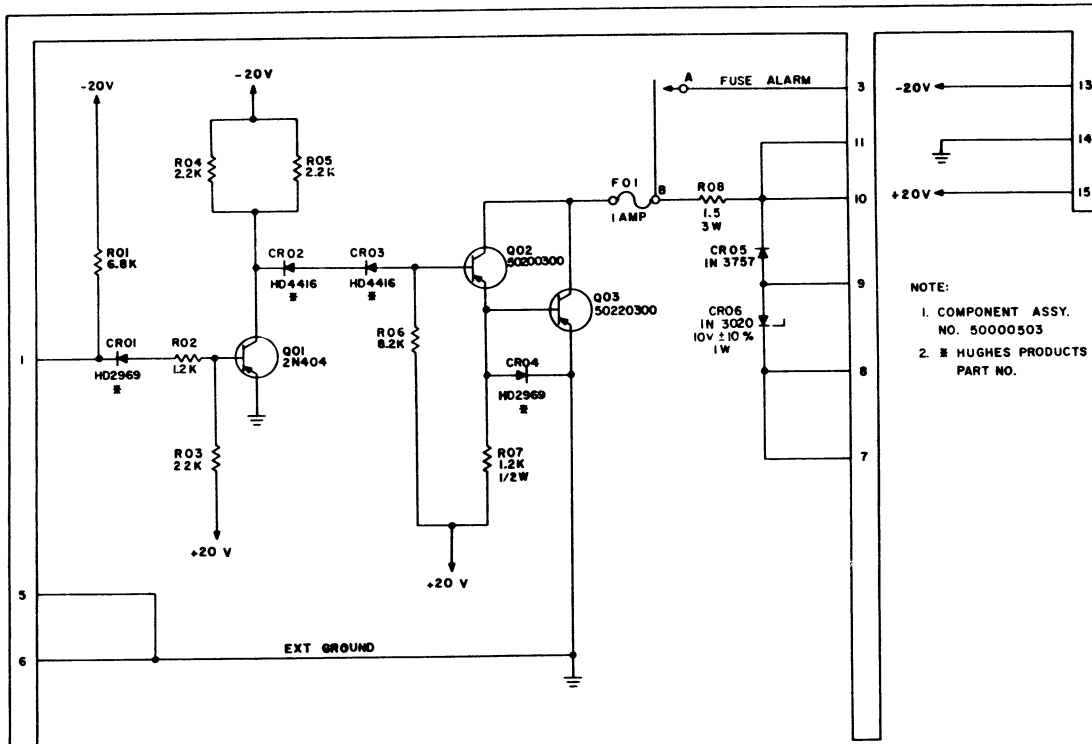 -20V
-20V
R04
2.2K
R05
2.2K
R01
6.8K
CR01
HD2969
*
R02
1.2K
Q01
2N404
R03
22K
+20 V
CR02
HD4416
*
CR03
HD4416
*
R06
8.2K
Q02
50200300
Q03
50220300
CR04
HD2969
*
R07
1.2K
1/2W
+20 V
F01
1 AMP
A
B
FUSE ALARM
R08
1.5
3W
CR05
IN 3757
CR06
IN 3020
10V ±10 %
1W
EXT GROUND
1
5
6
3
11
10
9
8
7
-20V
13
14
+20V
15
NOTE:
1. COMPONENT ASSY.
NO. 50000503
2. * HUGHES PRODUCTS
PART NO.